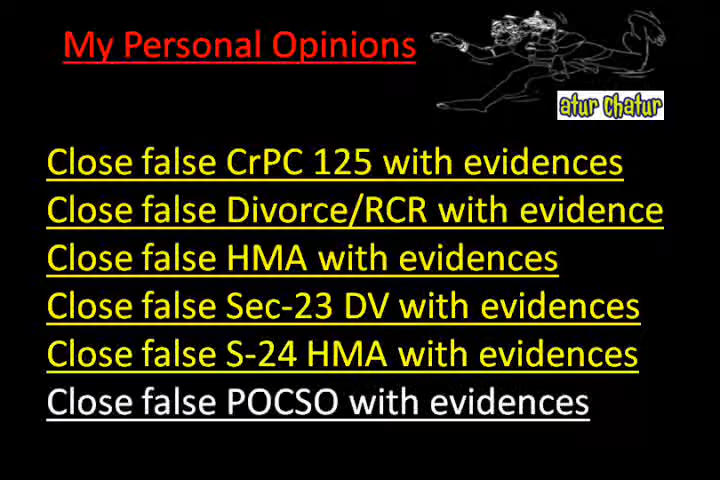 My Personal Opinions
atur Chatur
Close false CrPC 125 with evidences
Close false Divorce/RCR with evidence
Close false HMA with evidences
Close false Sec-23 DV with evidences
Close false S-24 HMA with evidences
Close false POCSO with evidences